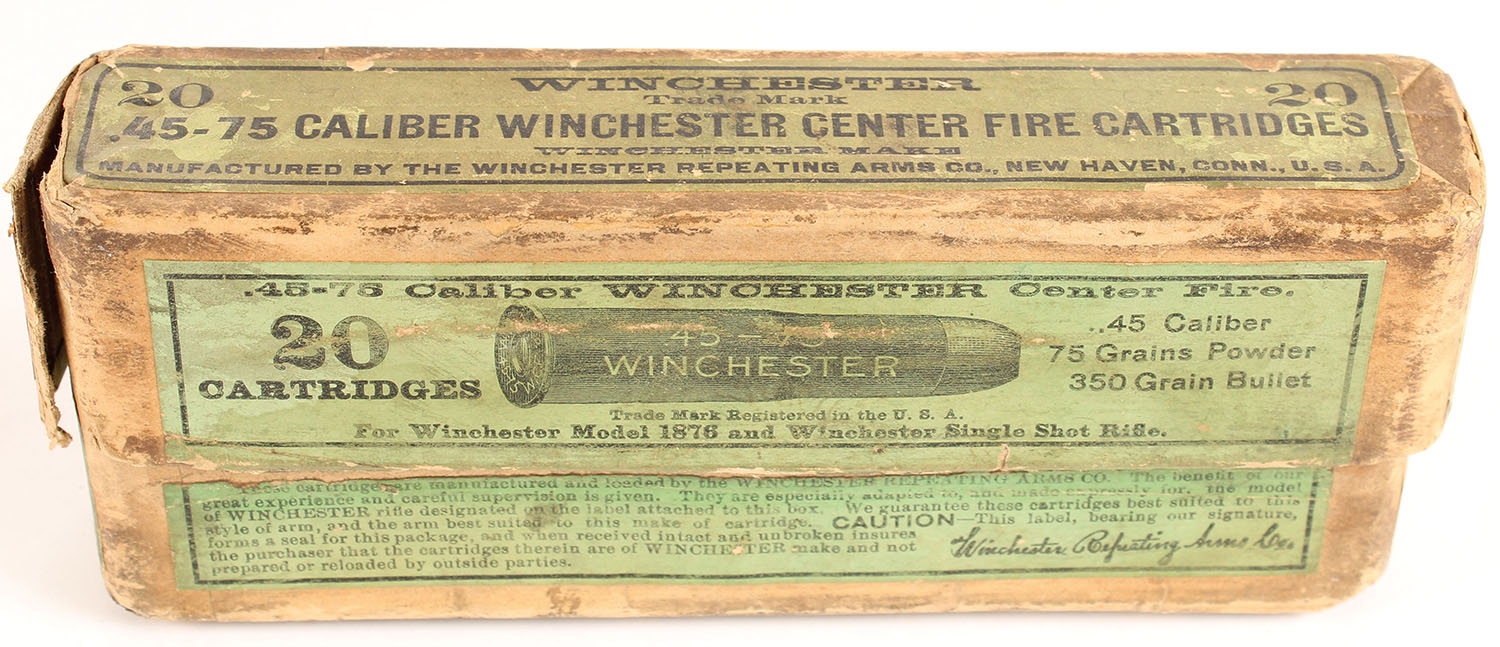 20 WINCHESTER 20
Trade Mark
.45-75 CALIBER WINCHESTER CENTER FIRE CARTRIDGES
WINCHESTER MAKE
MANUFACTURED BY THE WINCHESTER REPEATING ARMS CO., NEW HAVEN, CONN., U. S. A.
.45-75 Caliber WINCHESTER Center Fire.
20
CARTRIDGES
45-75
WINCHESTER
.45 Caliber
75 Grains Powder
350 Grain Bullet
Trade Mark Registered in the U. S. A.
For Winchester Model 1876 and Winchester Single Shot Rifle.
These cartridges are manufactured and loaded by the WINCHESTER REPEATING ARMS CO. The benefit of our
great experience and careful supervision is given. They are especially adapted to, and made expressly for, the model
of WINCHESTER rifle designated on the label attached to this box. We guarantee these cartridges best suited to this
style of arm, and the arm best suited to this make of cartridge. CAUTION—This label, bearing our signature,
forms a seal for this package, and when received intact and unbroken insures
the purchaser that the cartridges therein are of WINCHESTER make and not
prepared or reloaded by outside parties.
Winchester Repeating Arms Co.